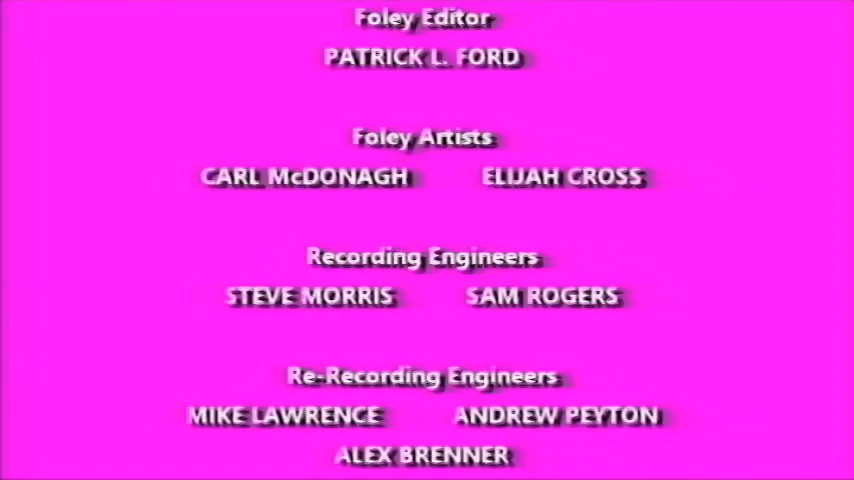 Foley Editor
PATRICK L. FORD
Foley Artists
CARL McDONAGH ELIJAH CROSS
Recording Engineers
STEVE MORRIS SAM ROGERS
Re-Recording Engineers
MIKE LAWRENCE ANDREW PEYTON
ALEX BRENNER